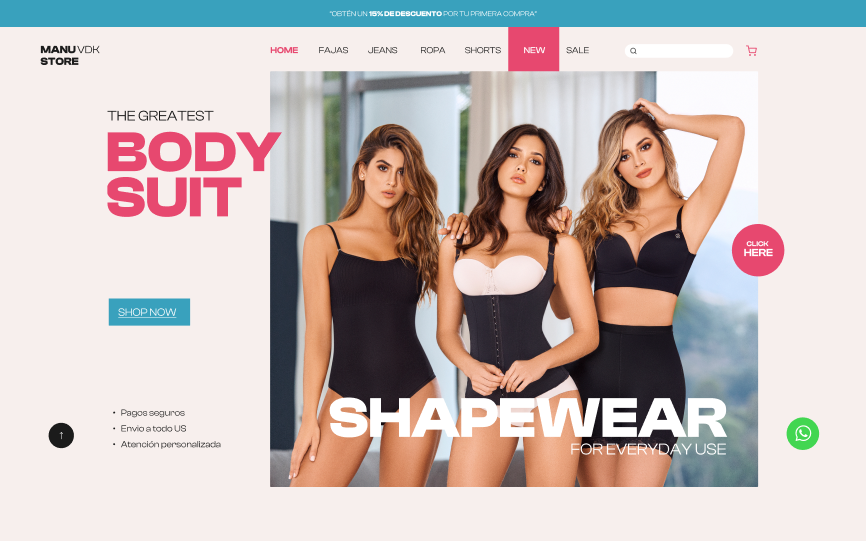 "OBTÉN UN 15% DE DESCUENTO POR TU PRIMERA COMPRA"
MANU VDK
STORE
HOME FAJAS JEANS ROPA SHORTS NEW SALE
THE GREATEST
BODY
SUIT
CLICK
HERE
SHOP NOW
SHAPEWEAR
FOR EVERYDAY USE
• Pagos seguros
• Envio a todo US
• Atención personalizada
↑